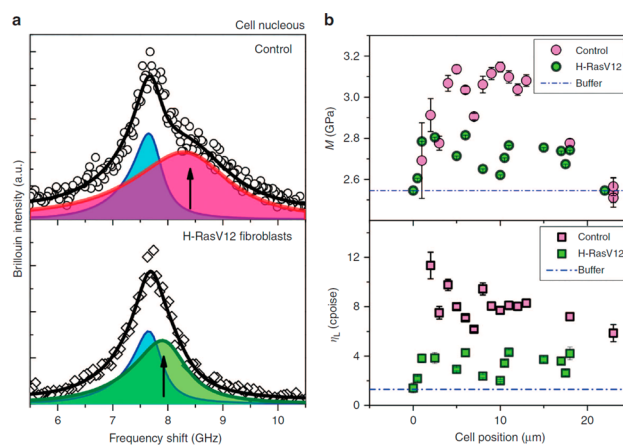 a
Cell nucleous
Control
H-RasV12 fibroblasts
Brillouin intensity (a.u.)
6 7 8 9 10
Frequency shift (GHz)
b
Control
H-RasV12
Buffer
M (GPa)
3.2
3.0
2.8
2.6
Control
H-RasV12
Buffer
ηL (cpoise)
12
8
4
0
0 5 10 15 20
Cell position (μm)